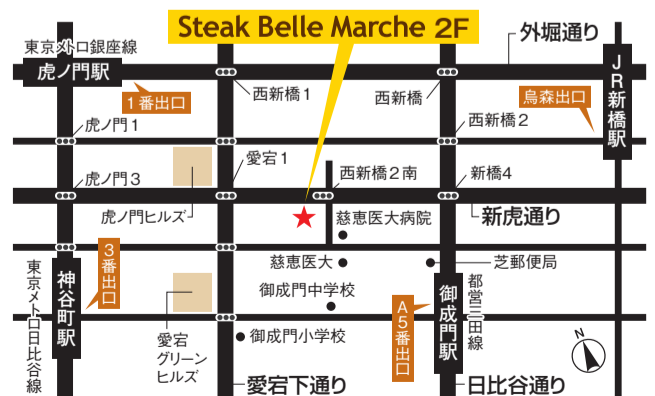 Steak Belle Marche 2F
外堀通り
東京メトロ銀座線
虎ノ門駅
1番出口
西新橋1
西新橋
烏森出口
JR新橋駅
虎ノ門1
西新橋2
愛宕1
西新橋2南
新橋4
虎ノ門3
虎ノ門ヒルズ
慈恵医大病院
新虎通り
3番出口
慈恵医大
芝郵便局
東京メトロ日比谷線
神谷町駅
御成門中学校
都営三田線
御成門駅
A5番出口
愛宕
グリーン
ヒルズ
御成門小学校
N
愛宕下通り
日比谷通り